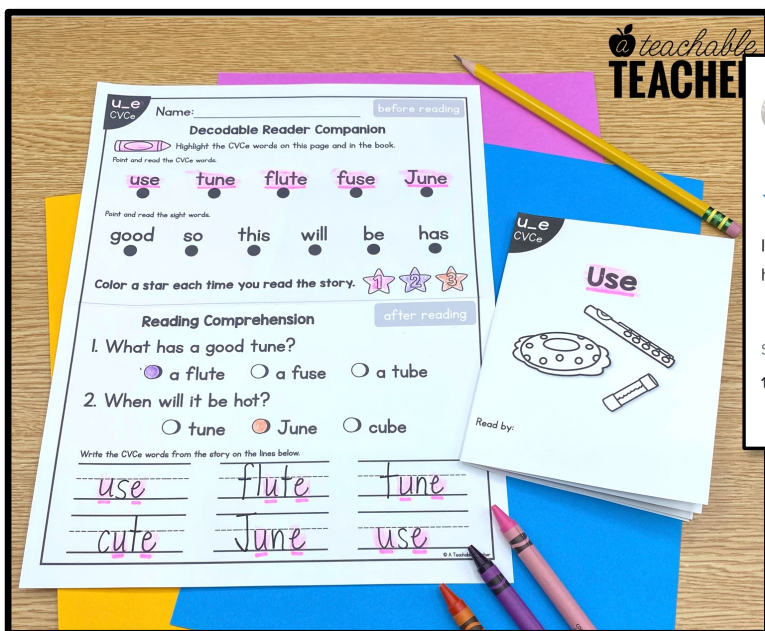 a teachable
TEACHE
u_e
CVCe
Name:
before reading
Decodable Reader Companion
Highlight the CVCe words on this page and in the book.
Point and read the CVCe words.
use tune flute fuse June
Point and read the sight words.
good so this will be has
Color a star each time you read the story. 1 2 3
Reading Comprehension
after reading
1. What has a good tune?
a flute a fuse a tube
2. When will it be hot?
tune June cube
Write the CVCe words from the story on the lines below.
use flute tune
cute June use
© A Teachable Teacher
u_e
CVCe
Use
Read by: